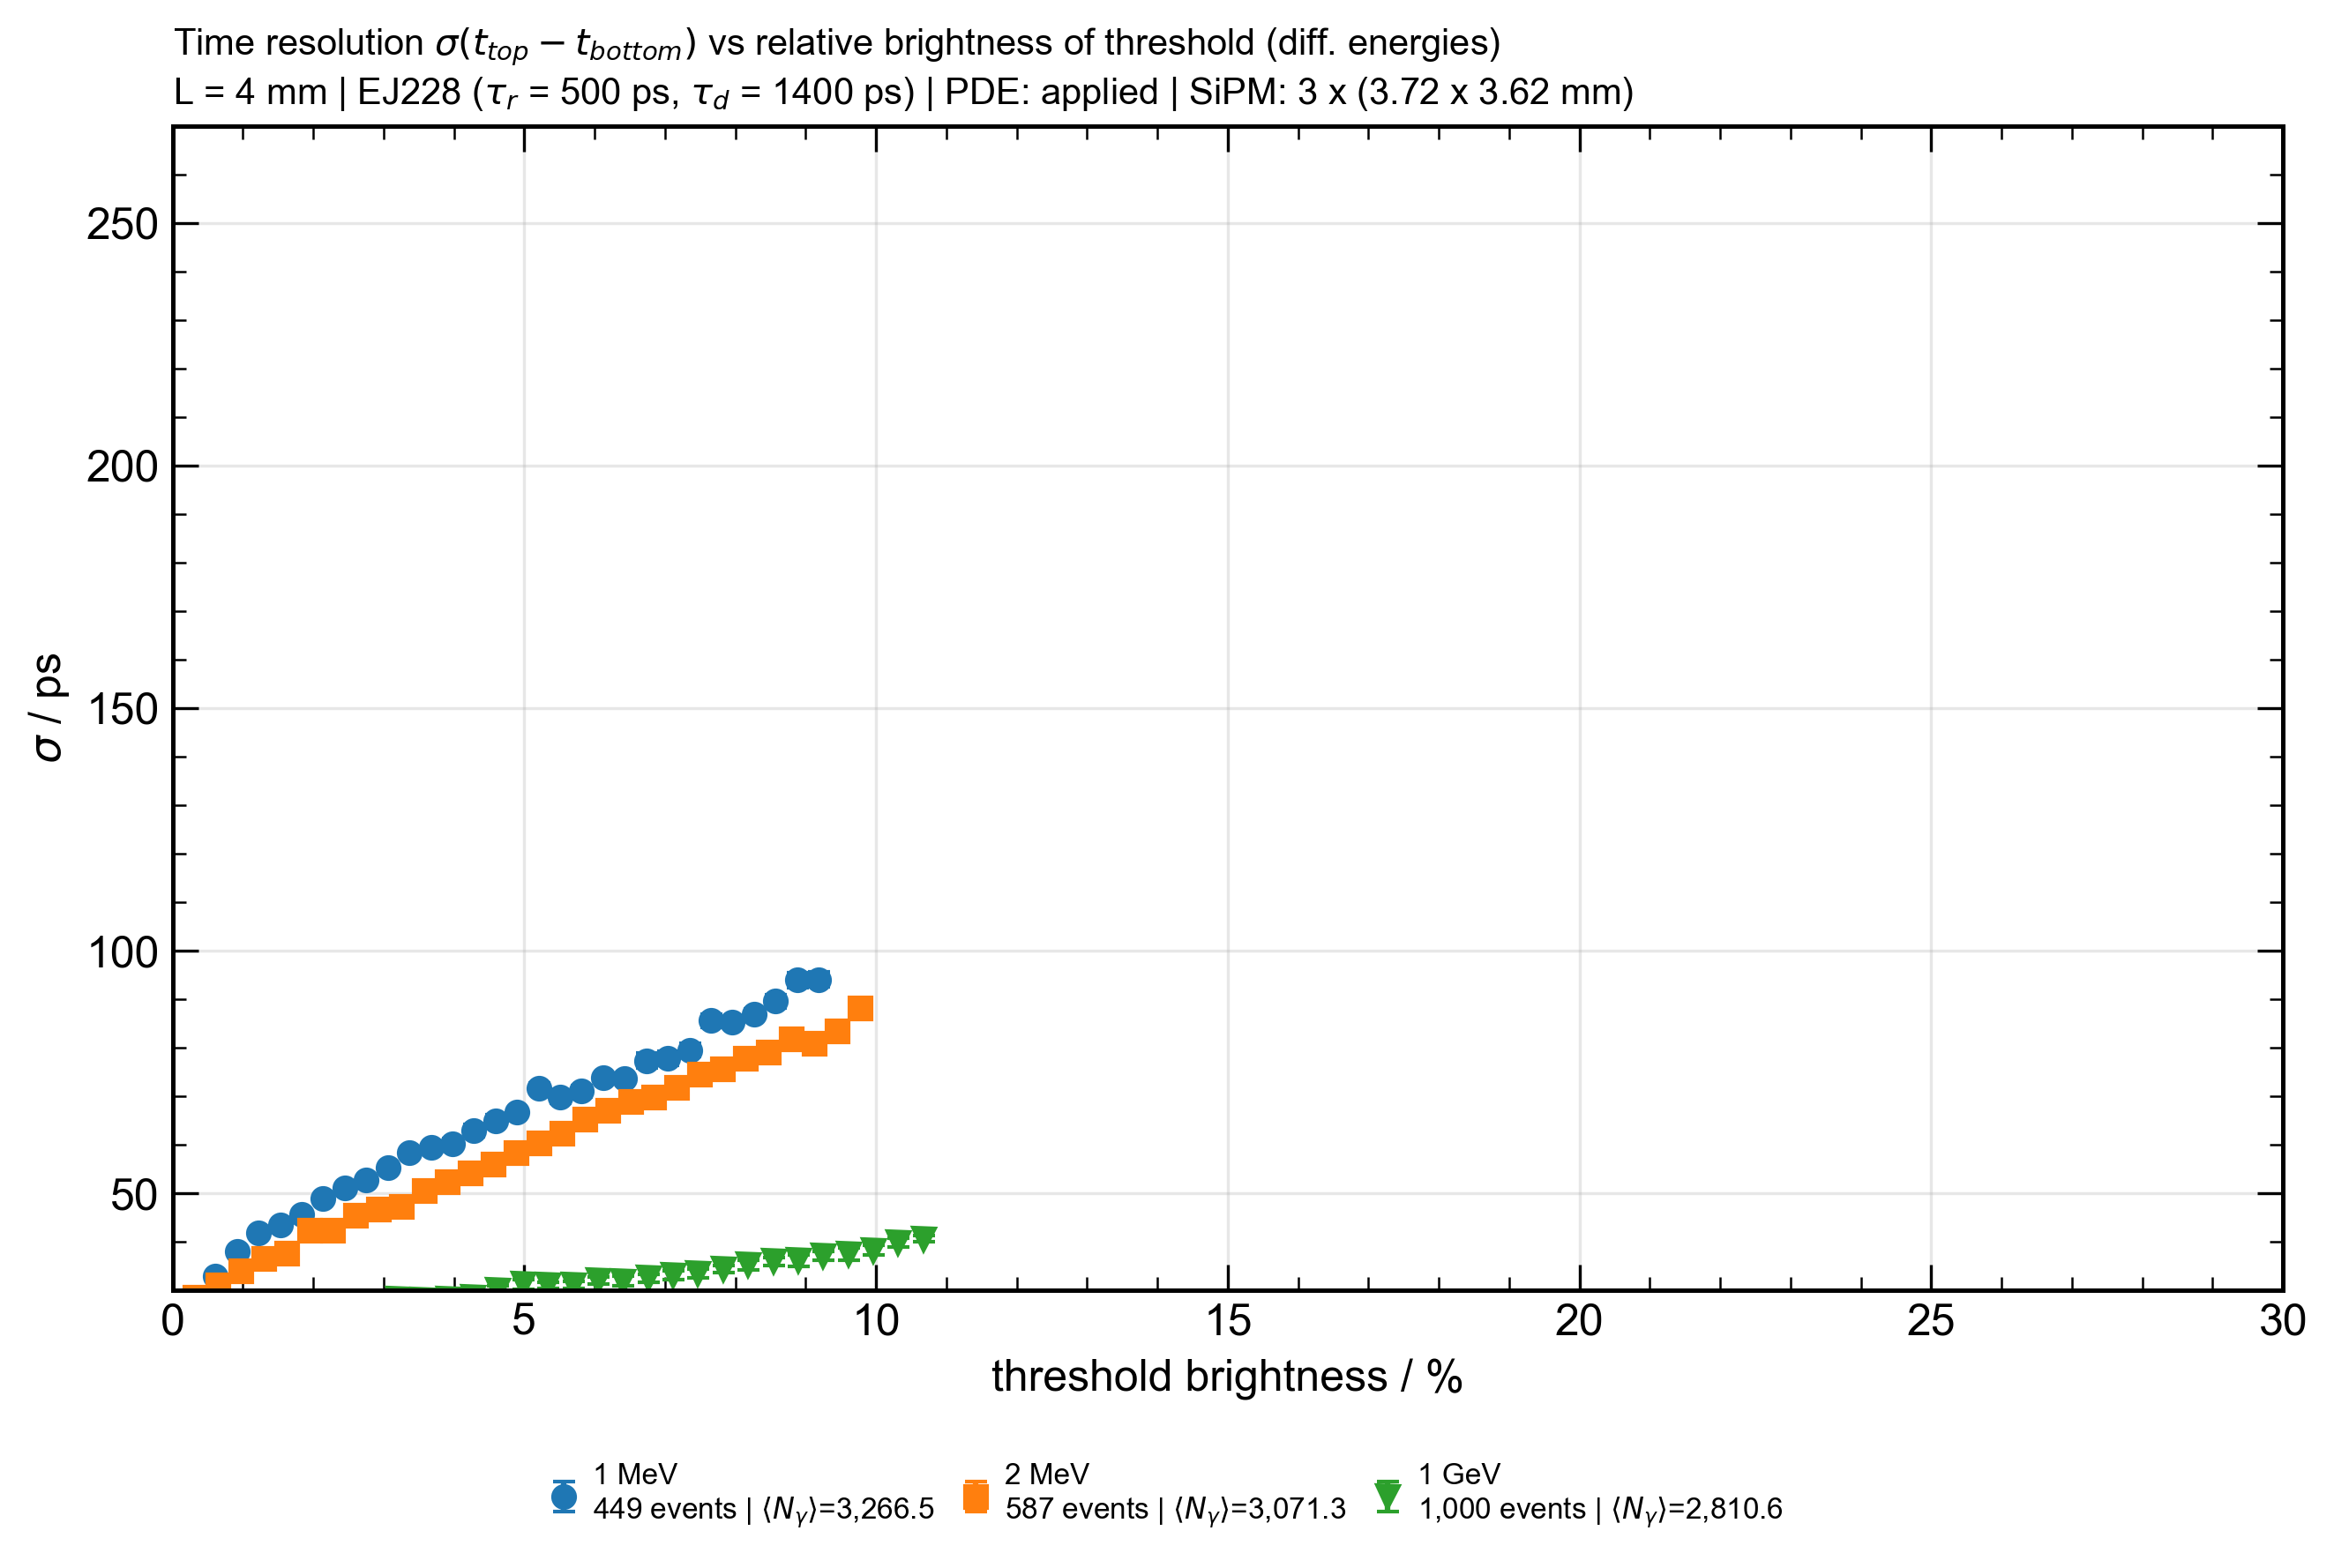 Time resolution σ(t_top − t_bottom) vs relative brightness of threshold (diff. energies)
L = 4 mm | EJ228 (τ_r = 500 ps, τ_d = 1400 ps) | PDE: applied | SiPM: 3 x (3.72 x 3.62 mm)
250
200
150
100
50
σ / ps
0 5 10 15 20 25 30
threshold brightness / %
1 MeV
449 events | ⟨N_γ⟩=3,266.5
2 MeV
587 events | ⟨N_γ⟩=3,071.3
1 GeV
1,000 events | ⟨N_γ⟩=2,810.6